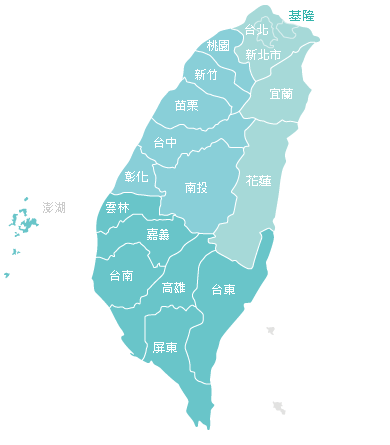 基隆
台北
桃園
新北市
新竹
宜蘭
苗栗
台中
彰化
南投
花蓮
雲林
澎湖
嘉義
台南
高雄
台東
屏東